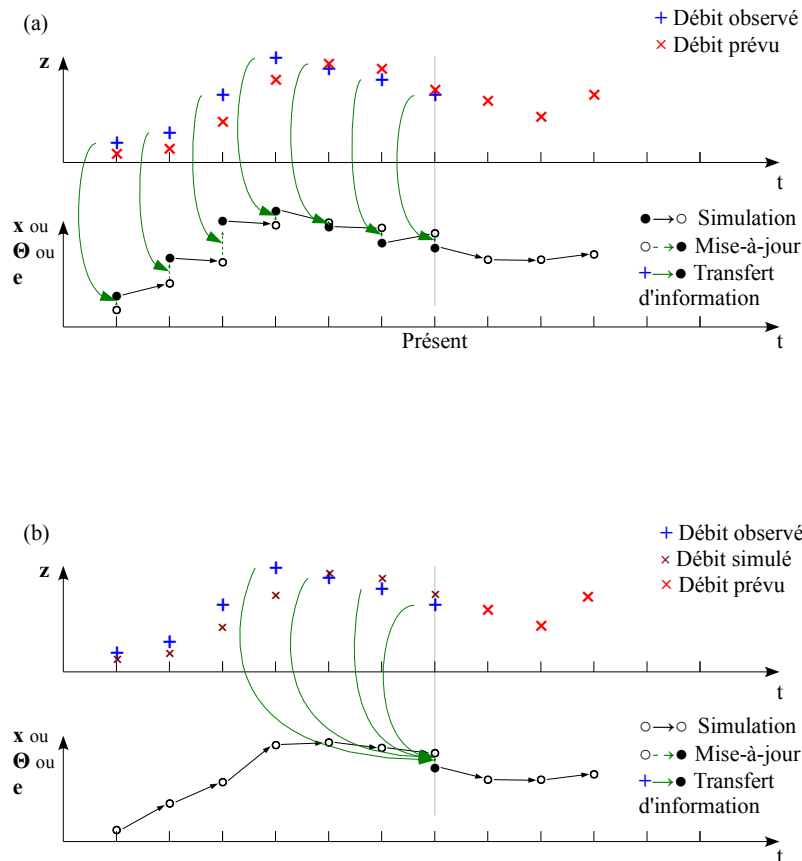 (a)
+ Débit observé
× Débit prévu
z
t
x ou
Θ ou
e
Simulation
Mise-à-jour
Transfert
d'information
Présent
t
(b)
+ Débit observé
× Débit simulé
× Débit prévu
z
t
x ou
Θ ou
e
Simulation
Mise-à-jour
Transfert
d'information
t